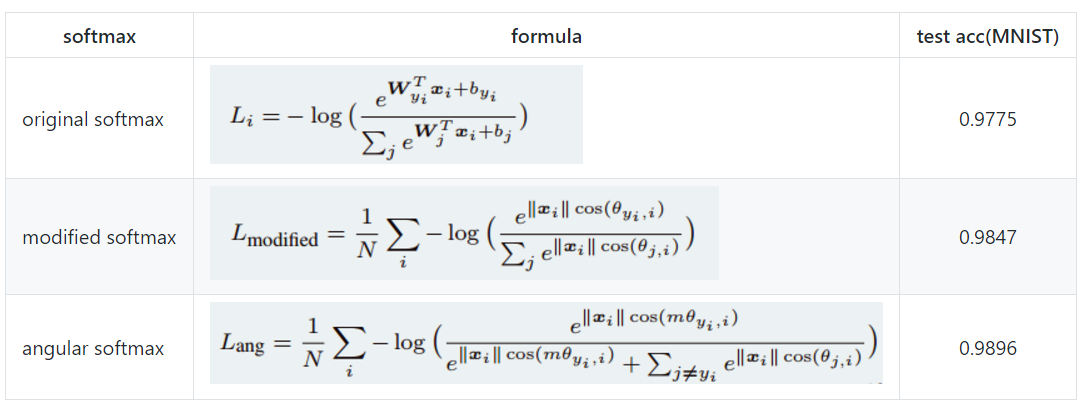 softmax formula test acc(MNIST)
original softmax L_i = − log ( e^{W_{y_i}^T x_i + b_{y_i}} / ∑_j e^{W_j^T x_i + b_j} ) 0.9775
modified softmax L_modified = 1/N ∑_i − log ( e^{‖x_i‖ cos(θ_{y_i,i})} / ∑_j e^{‖x_i‖ cos(θ_{j,i})} ) 0.9847
angular softmax L_ang = 1/N ∑_i − log ( e^{‖x_i‖ cos(mθ_{y_i,i})} / e^{‖x_i‖ cos(mθ_{y_i,i})} + ∑_{j≠y_i} e^{‖x_i‖ cos(θ_{j,i})} ) 0.9896